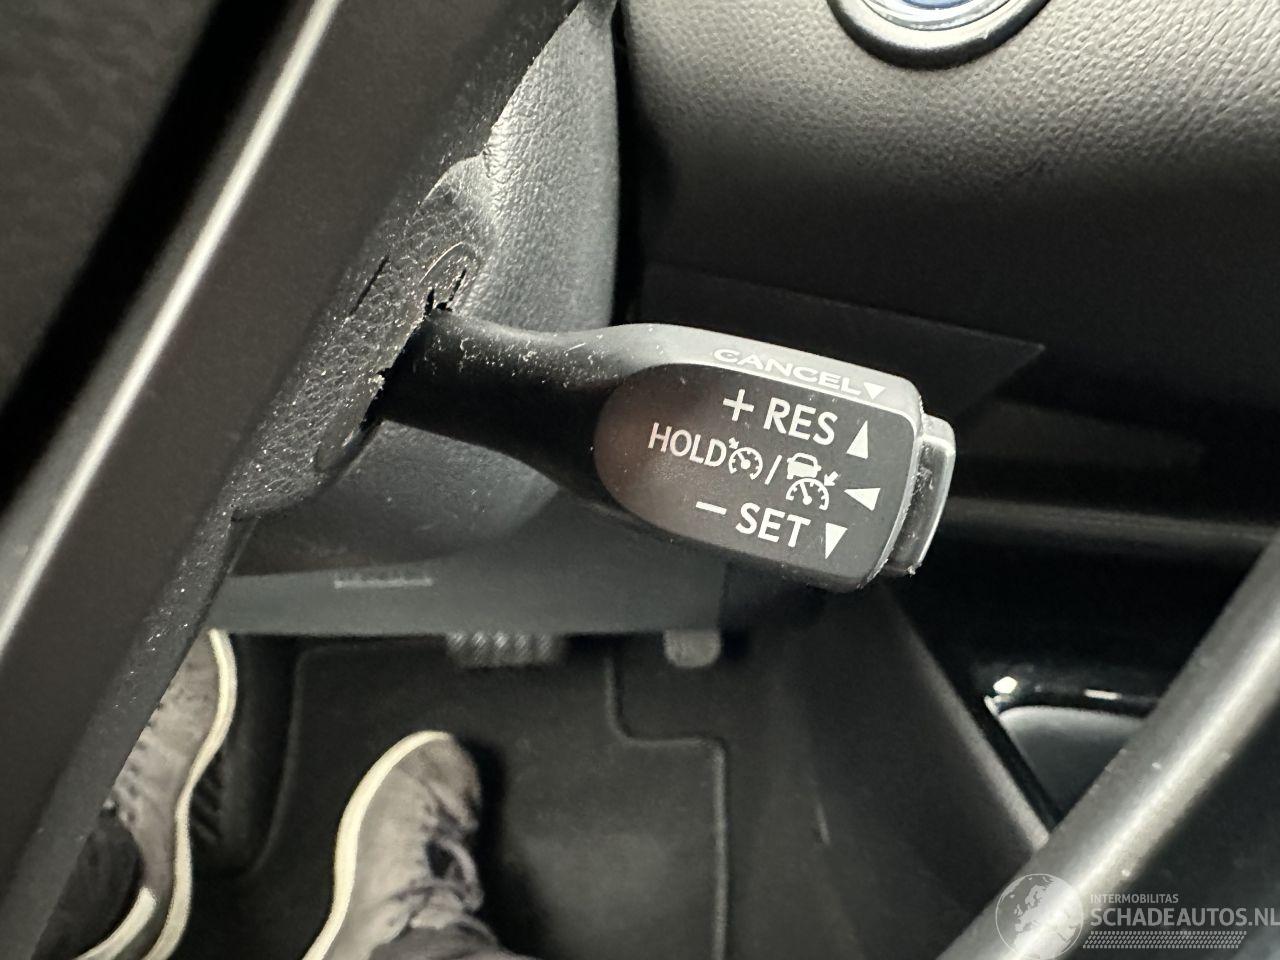 CANCEL▼
+ RES ▲
HOLD / ◀
− SET ▼
INTERMOBILITAS
SCHADEAUTOS.NL